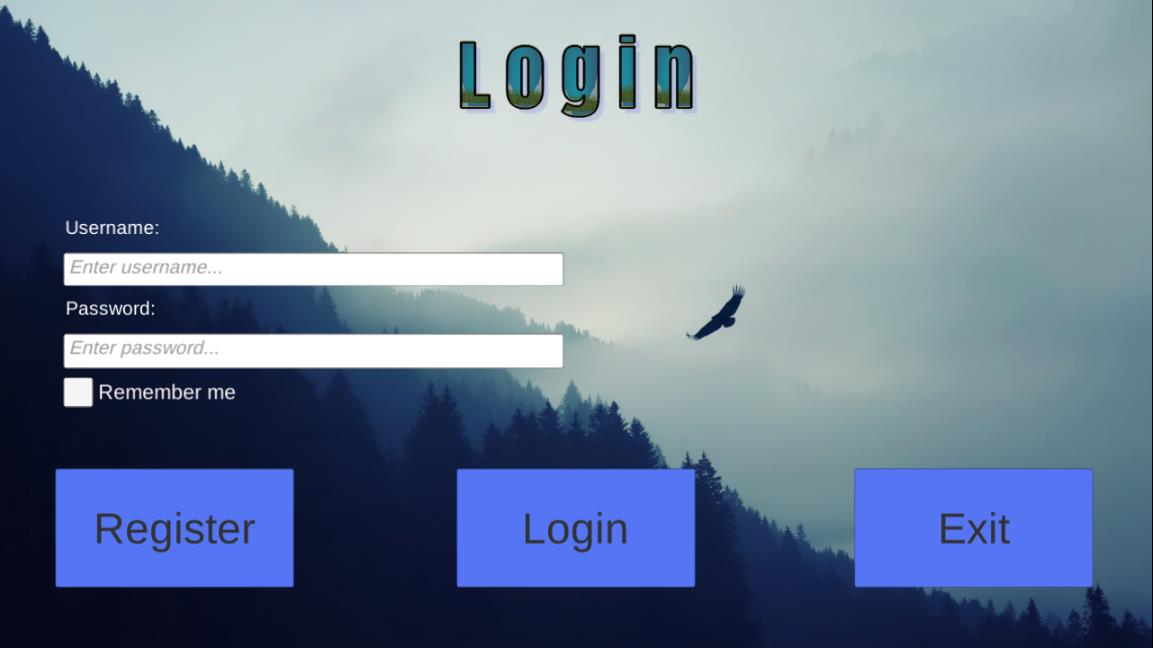 Login
Username:
Enter username...
Password:
Enter password...
Remember me
Register
Login
Exit